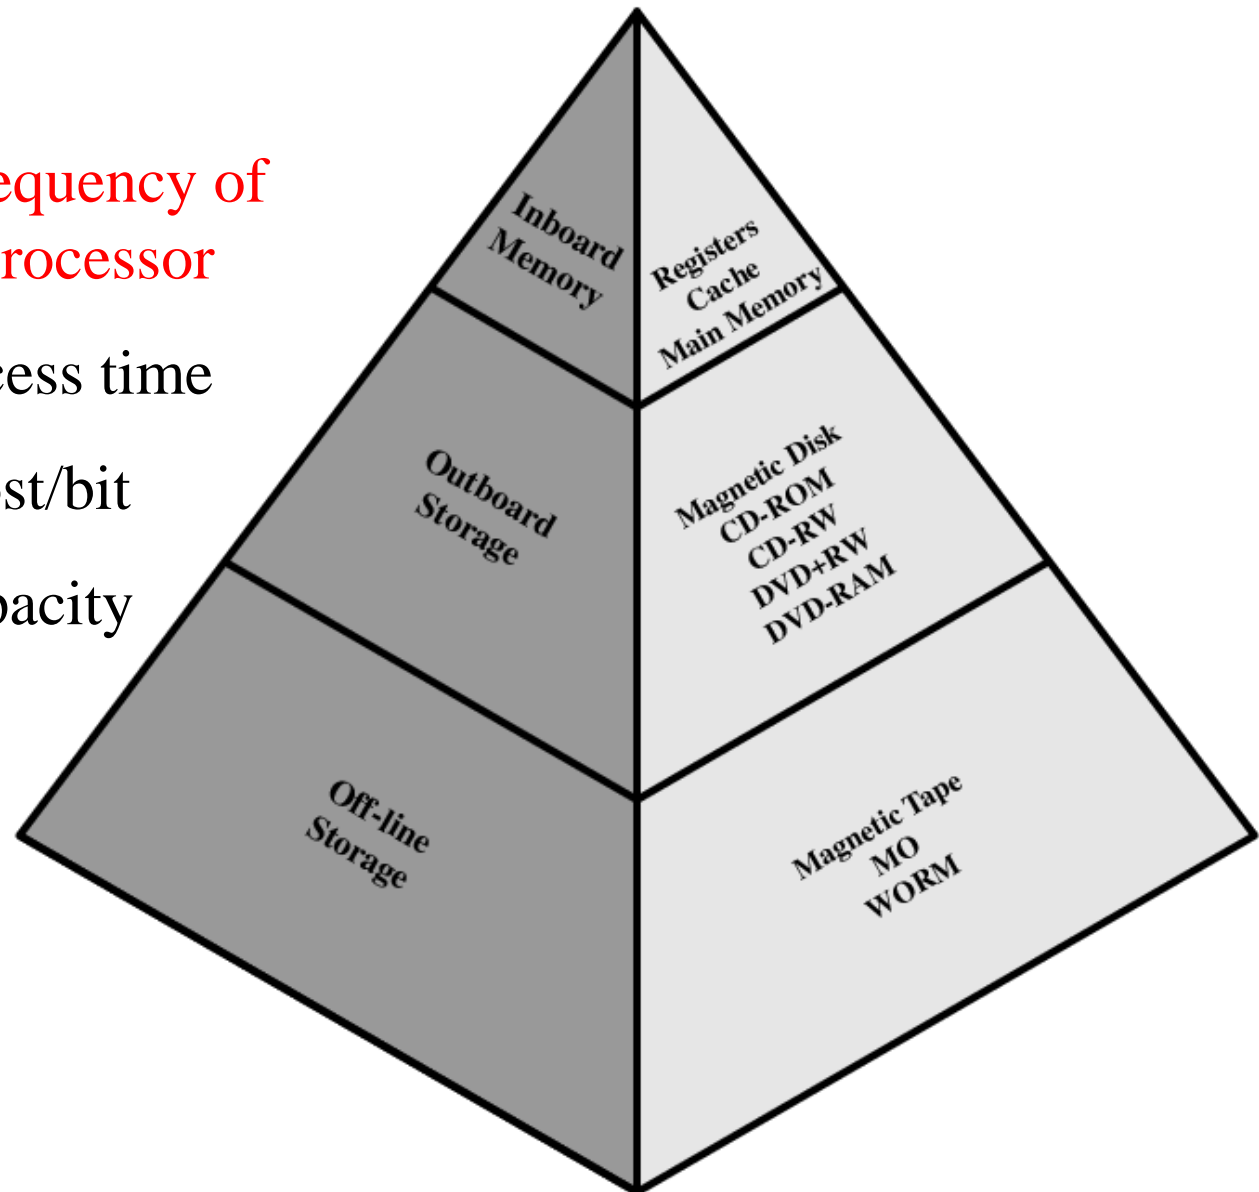 equency of
rocessor
cess time
st/bit
pacity
Inboard
Memory
Registers
Cache
Main Memory
Outboard
Storage
Magnetic Disk
CD-ROM
CD-RW
DVD+RW
DVD-RAM
Off-line
Storage
Magnetic Tape
MO
WORM